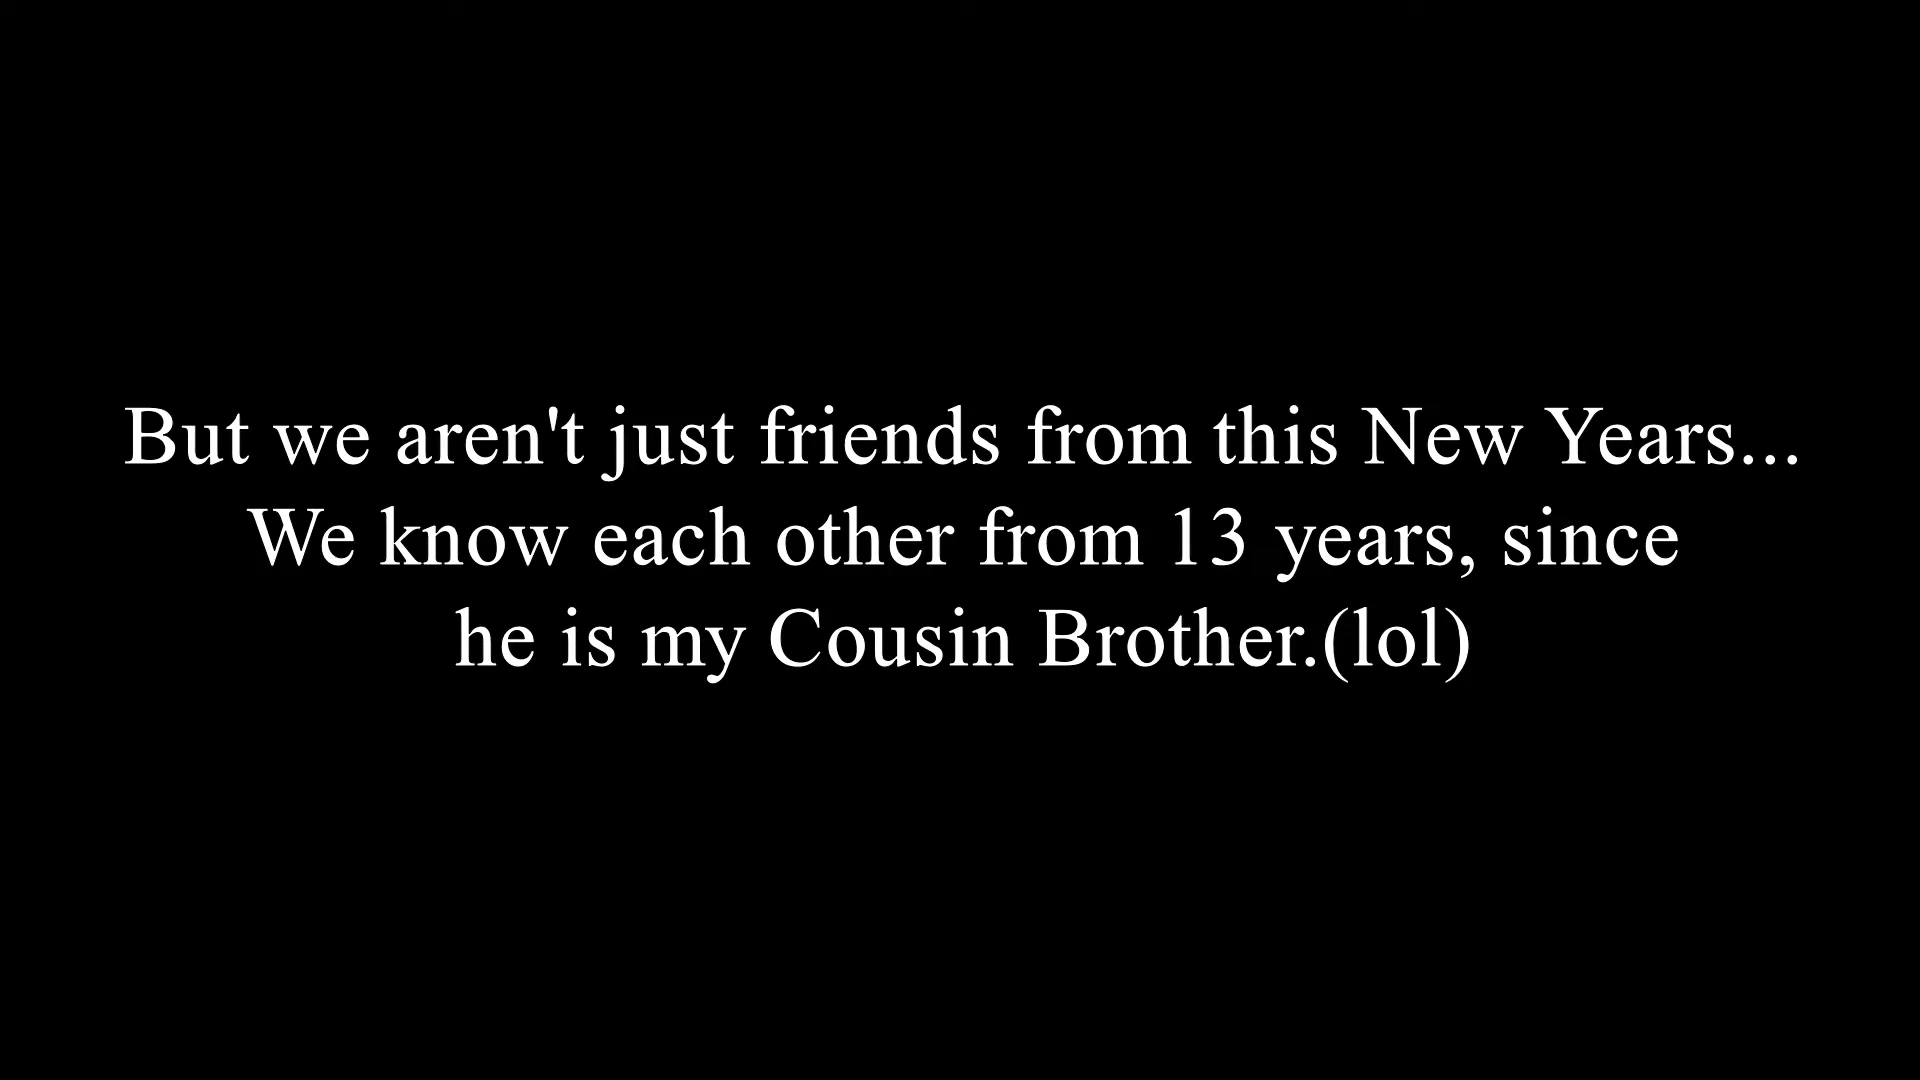 But we aren't just friends from this New Years...
We know each other from 13 years, since
he is my Cousin Brother.(lol)